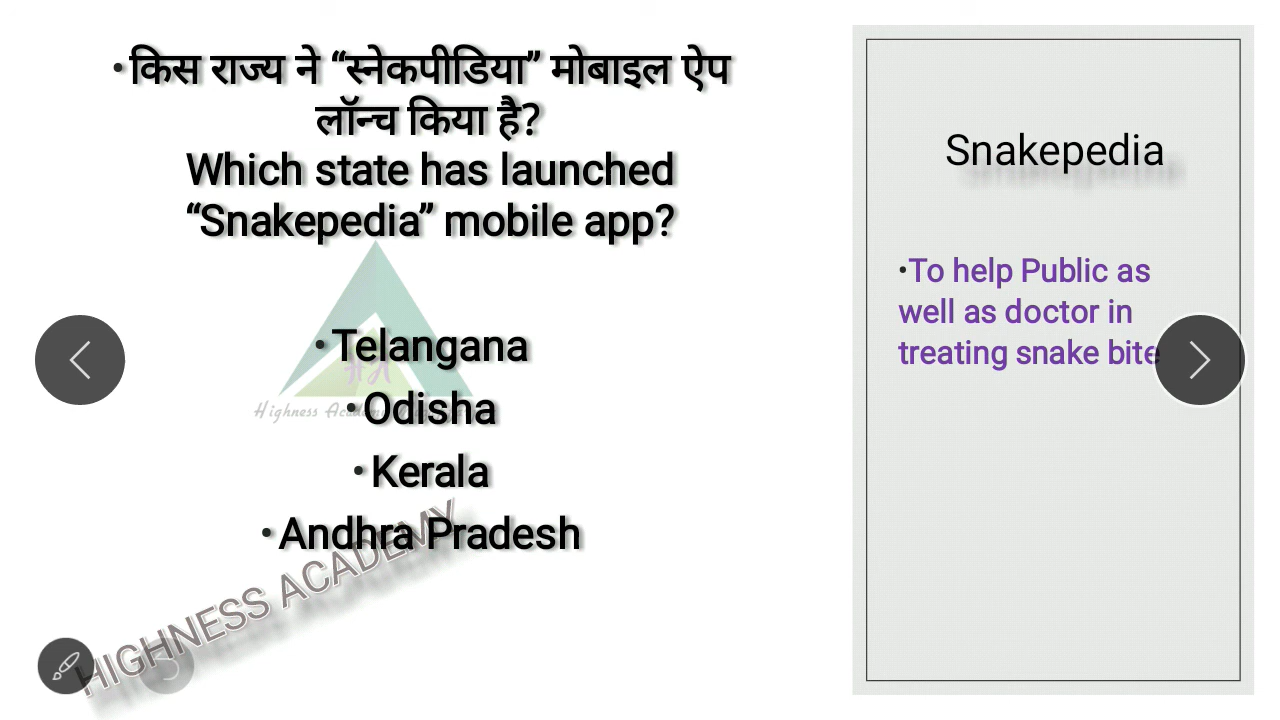 •किस राज्य ने “स्नेकपीडिया” मोबाइल ऐप
लॉन्च किया है?
Which state has launched
“Snakepedia” mobile app?
•Telangana
HA
Highness
•Odisha
•Kerala
•Andhra Pradesh
HIGHNESS ACADEMY
Snakepedia
•To help Public as
well as doctor in
treating snake bite